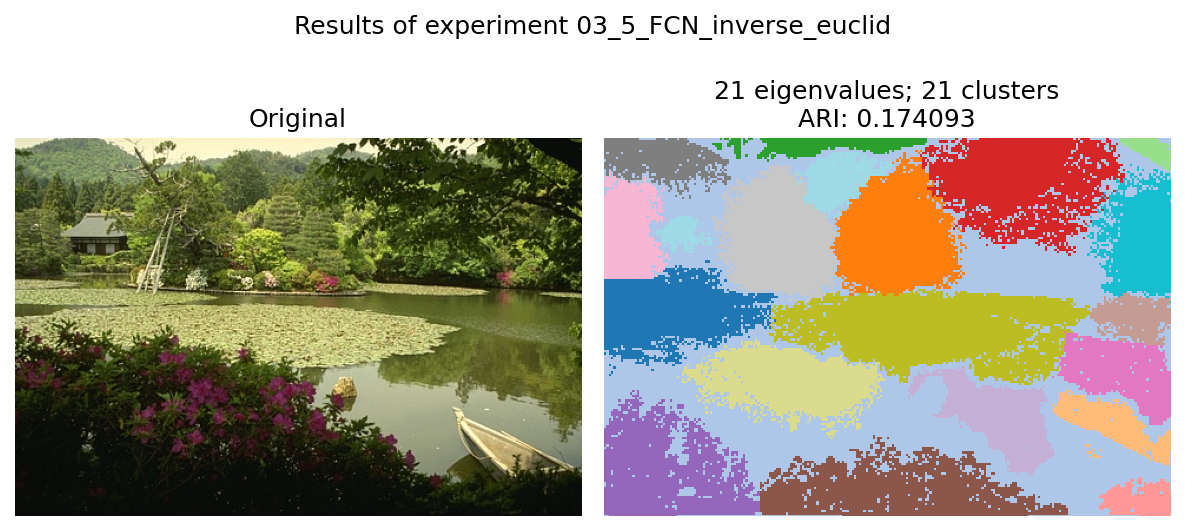 Results of experiment 03_5_FCN_inverse_euclid
Original
21 eigenvalues; 21 clusters
ARI: 0.174093